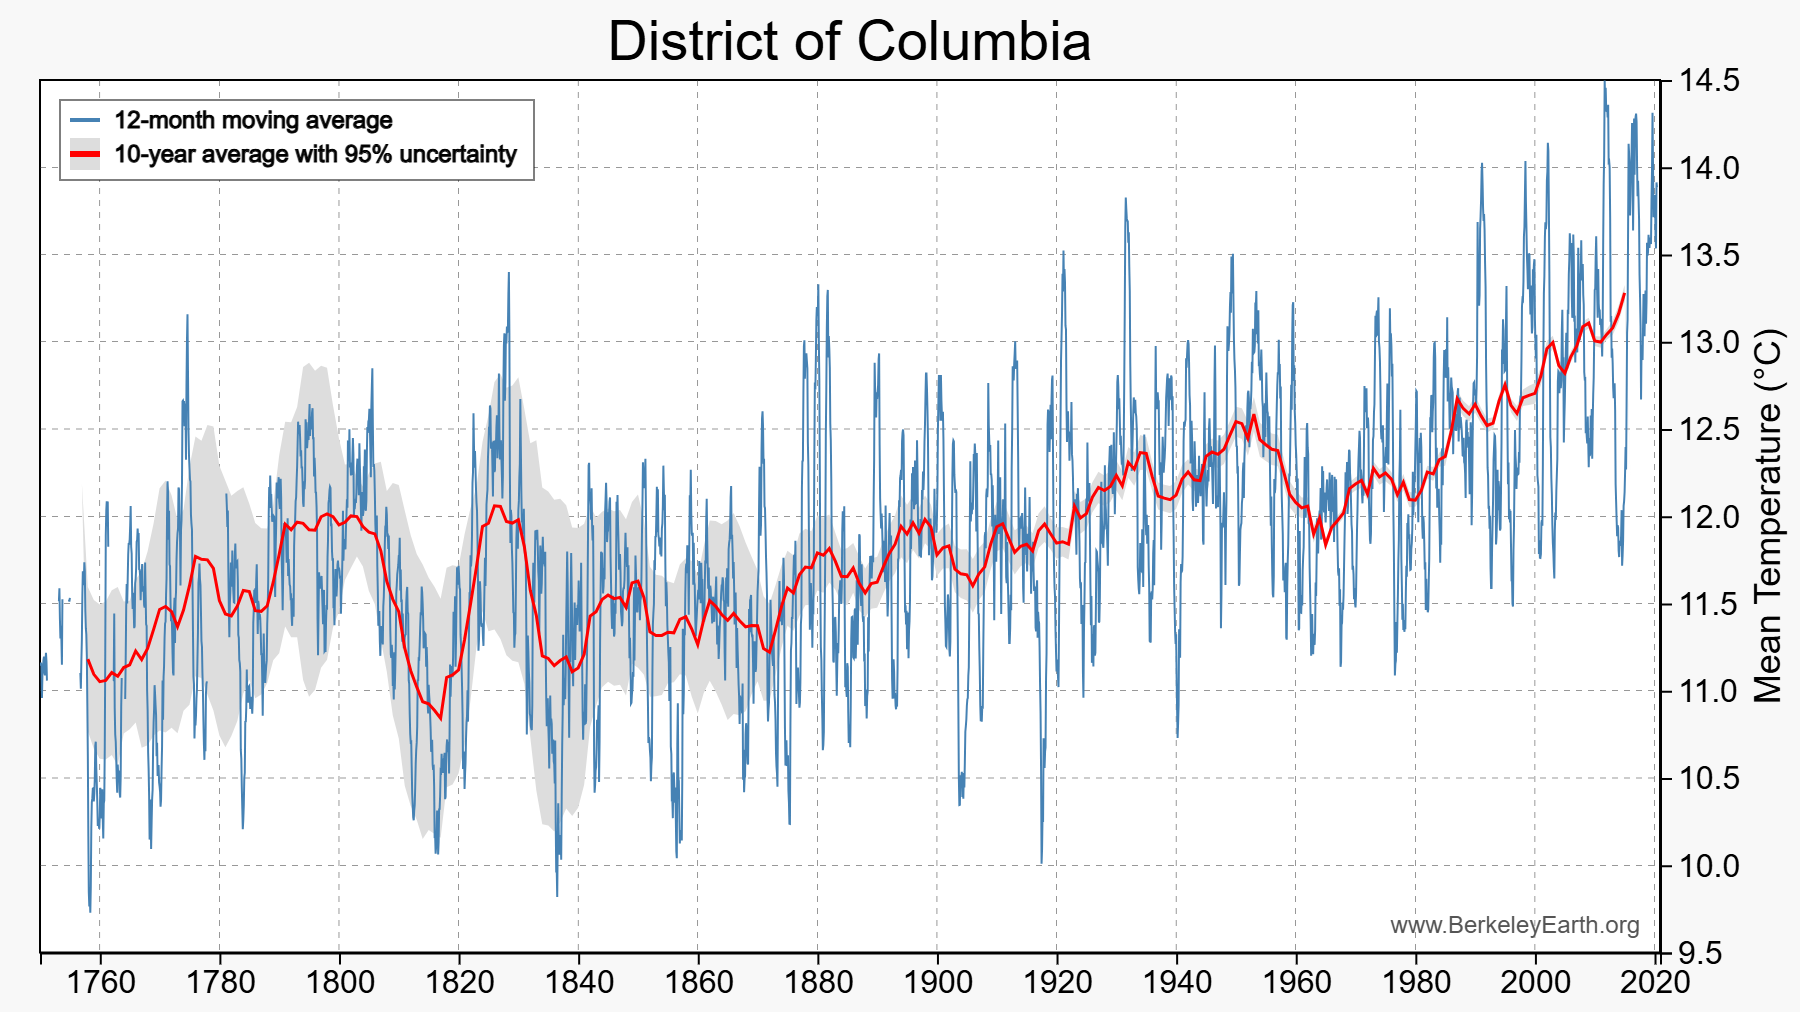 District of Columbia
12-month moving average
10-year average with 95% uncertainty
14.5
14.0
13.5
13.0
12.5
12.0
11.5
11.0
10.5
10.0
9.5
Mean Temperature (°C)
www.BerkeleyEarth.org
1760 1780 1800 1820 1840 1860 1880 1900 1920 1940 1960 1980 2000 2020